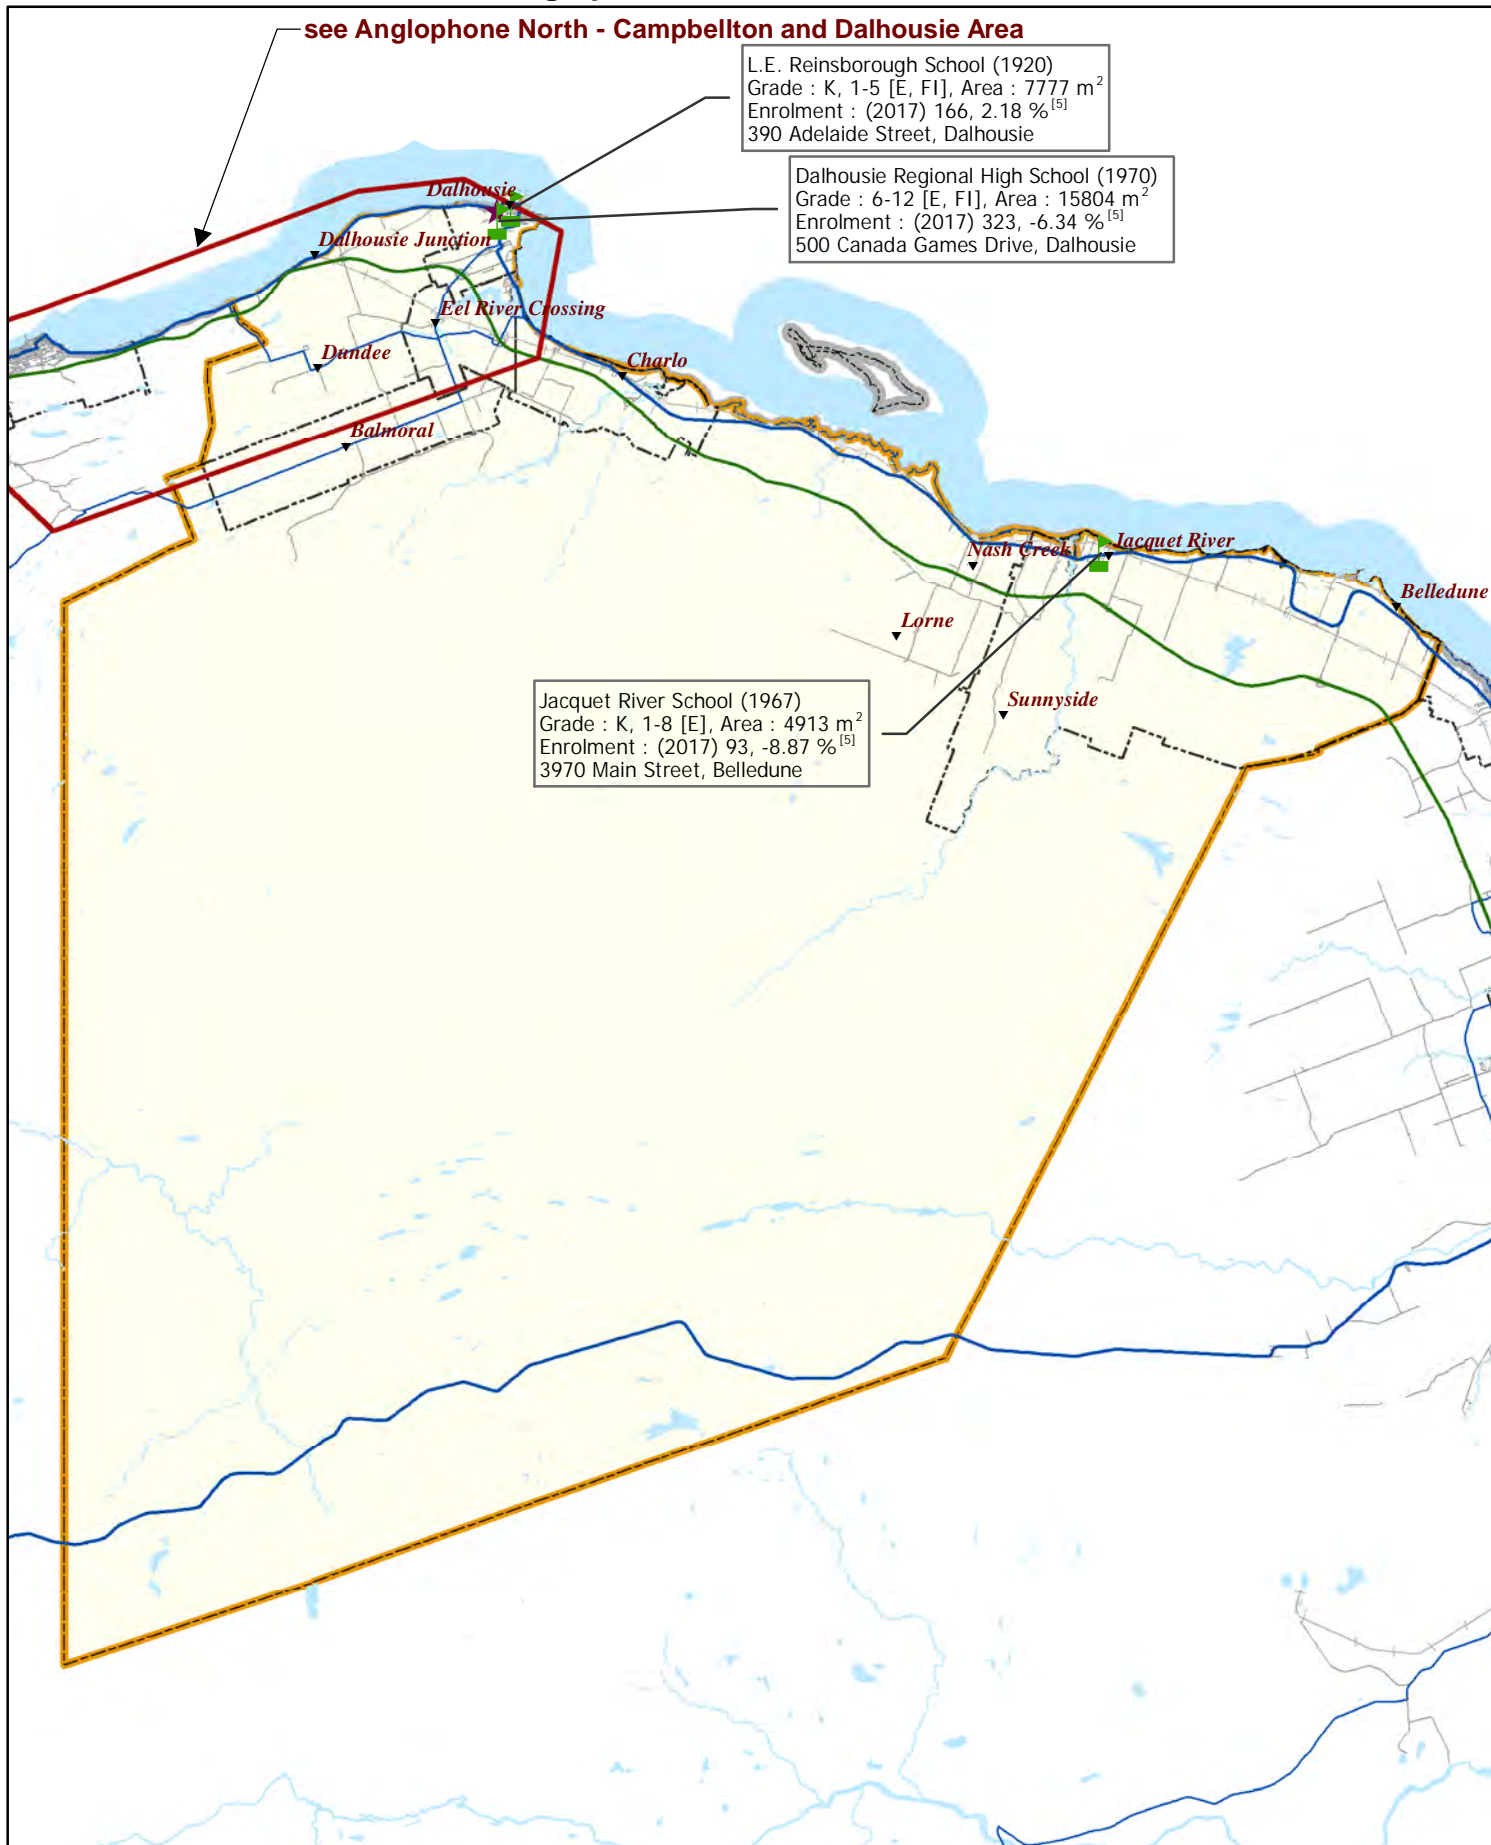 see Anglophone North - Campbellton and Dalhousie Area
L.E. Reinsborough School (1920)
Grade : K, 1-5 [E, FI], Area : 7777 m²
Enrolment : (2017) 166, 2.18 % [5]
390 Adelaide Street, Dalhousie
Dalhousie Regional High School (1970)
Grade : 6-12 [E, FI], Area : 15804 m²
Enrolment : (2017) 323, -6.34 % [5]
500 Canada Games Drive, Dalhousie
Dalhousie
Dalhousie Junction
Eel River Crossing
Dundee
Charlo
Balmoral
Nash Creek
Jacquet River
Belledune
Lorne
Sunnyside
Jacquet River School (1967)
Grade : K, 1-8 [E], Area : 4913 m²
Enrolment : (2017) 93, -8.87 % [5]
3970 Main Street, Belledune